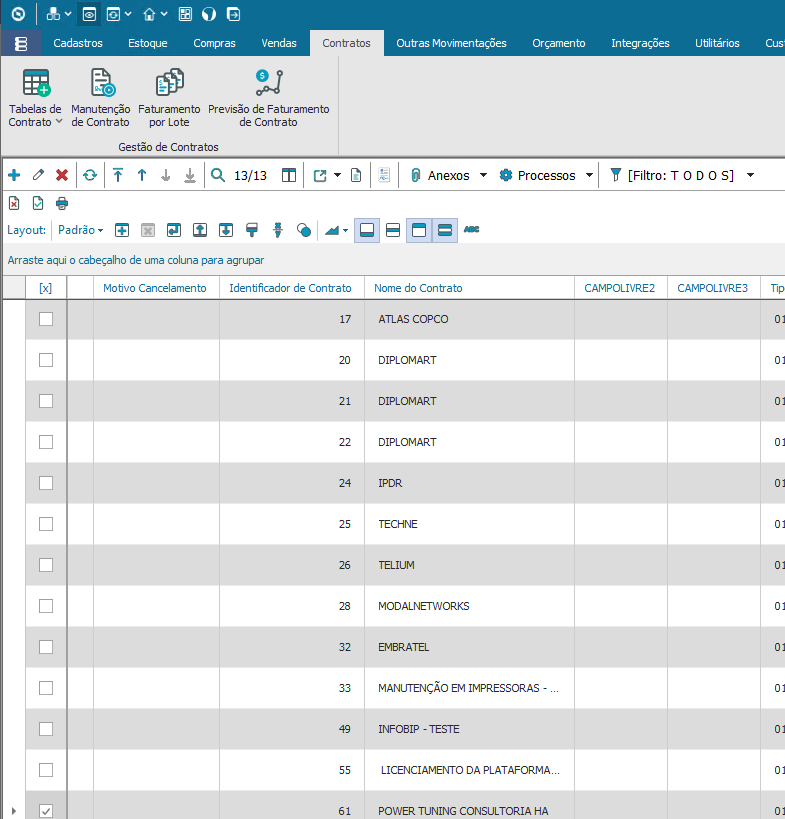 Cadastros Estoque Compras Vendas Contratos Outras Movimentações Orçamento Integrações Utilitários Cus
Tabelas de Contrato
Manutenção de Contrato
Faturamento por Lote
Previsão de Faturamento de Contrato
Gestão de Contratos
13/13 Anexos Processos [Filtro: T O D O S]
Layout: Padrão ABC
Arraste aqui o cabeçalho de uma coluna para agrupar
[x] Motivo Cancelamento Identificador de Contrato Nome do Contrato CAMPOLIVRE2 CAMPOLIVRE3 Tip
17 ATLAS COPCO 01
20 DIPLOMART 01
21 DIPLOMART 01
22 DIPLOMART 01
24 IPDR 01
25 TECHNE 01
26 TELIUM 01
28 MODALNETWORKS 01
32 EMBRATEL 01
33 MANUTENÇÃO EM IMPRESSORAS - ... 01
49 INFOBIP - TESTE 01
55 LICENCIAMENTO DA PLATAFORMA... 01
61 POWER TUNING CONSULTORIA HA 01